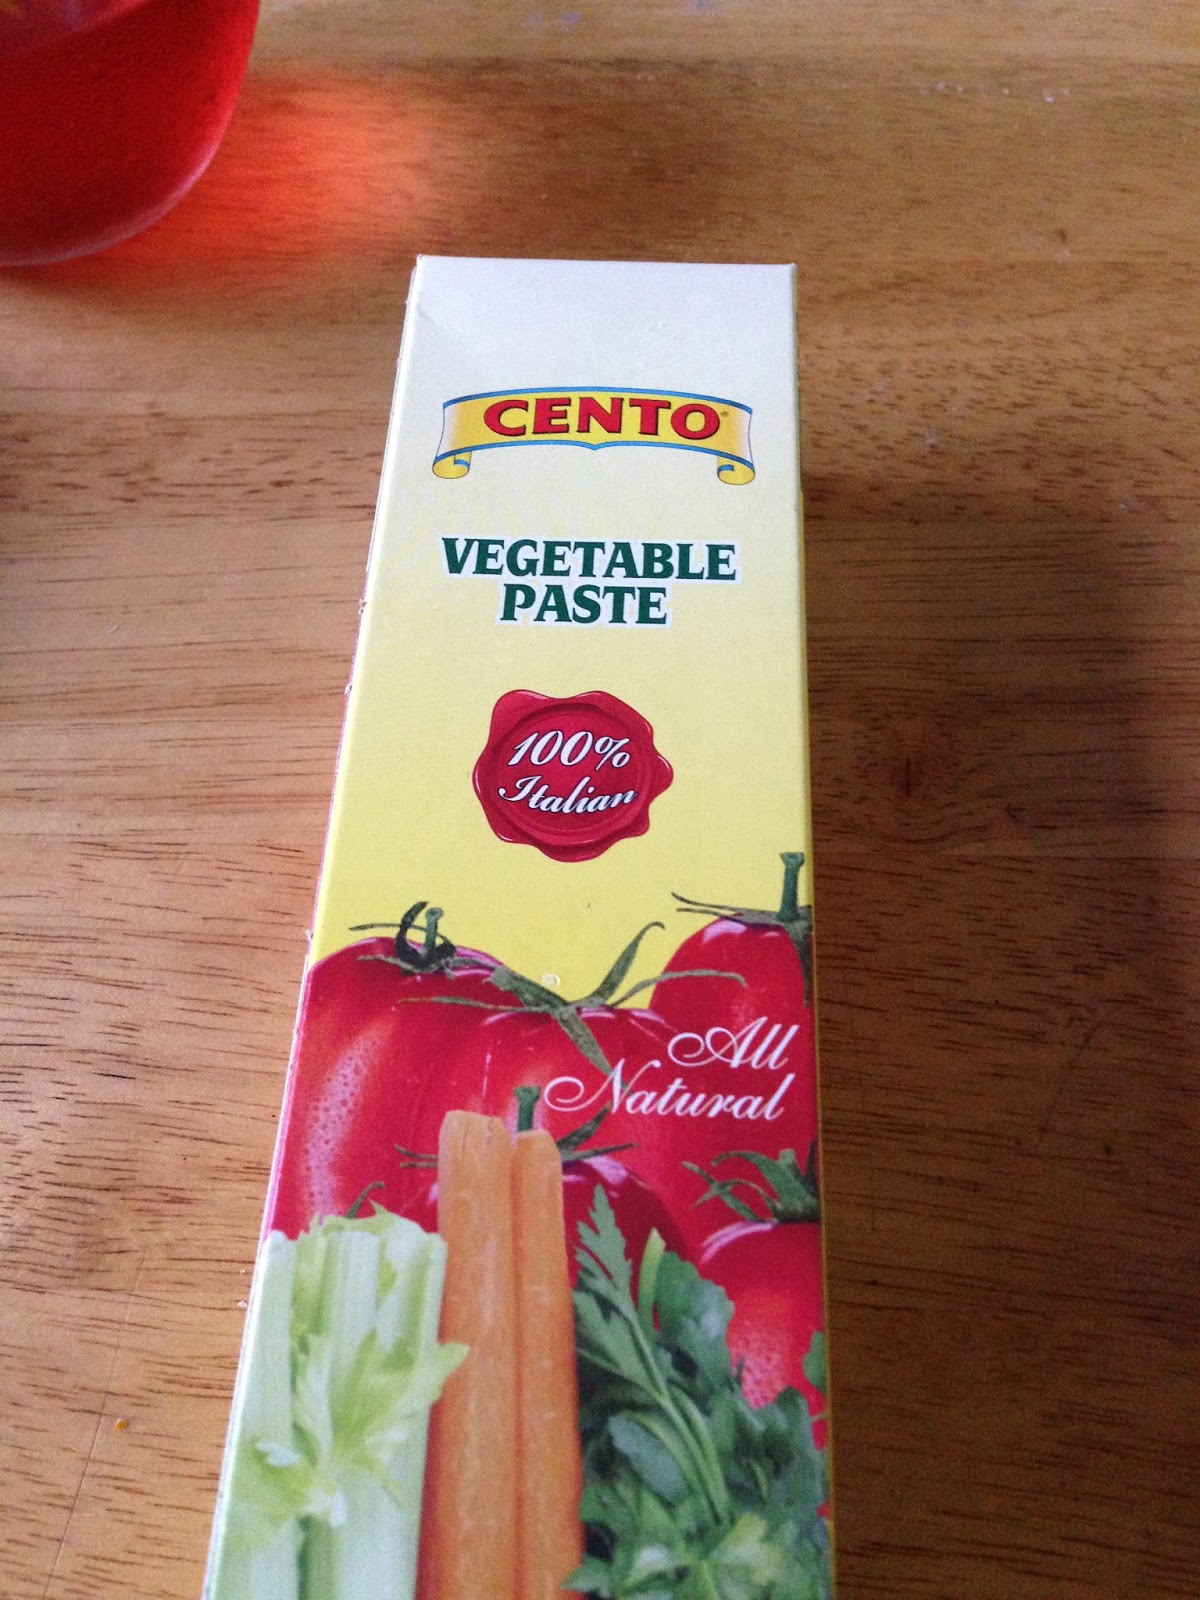 CENTO®
VEGETABLE
PASTE
100%
Italian
All
Natural